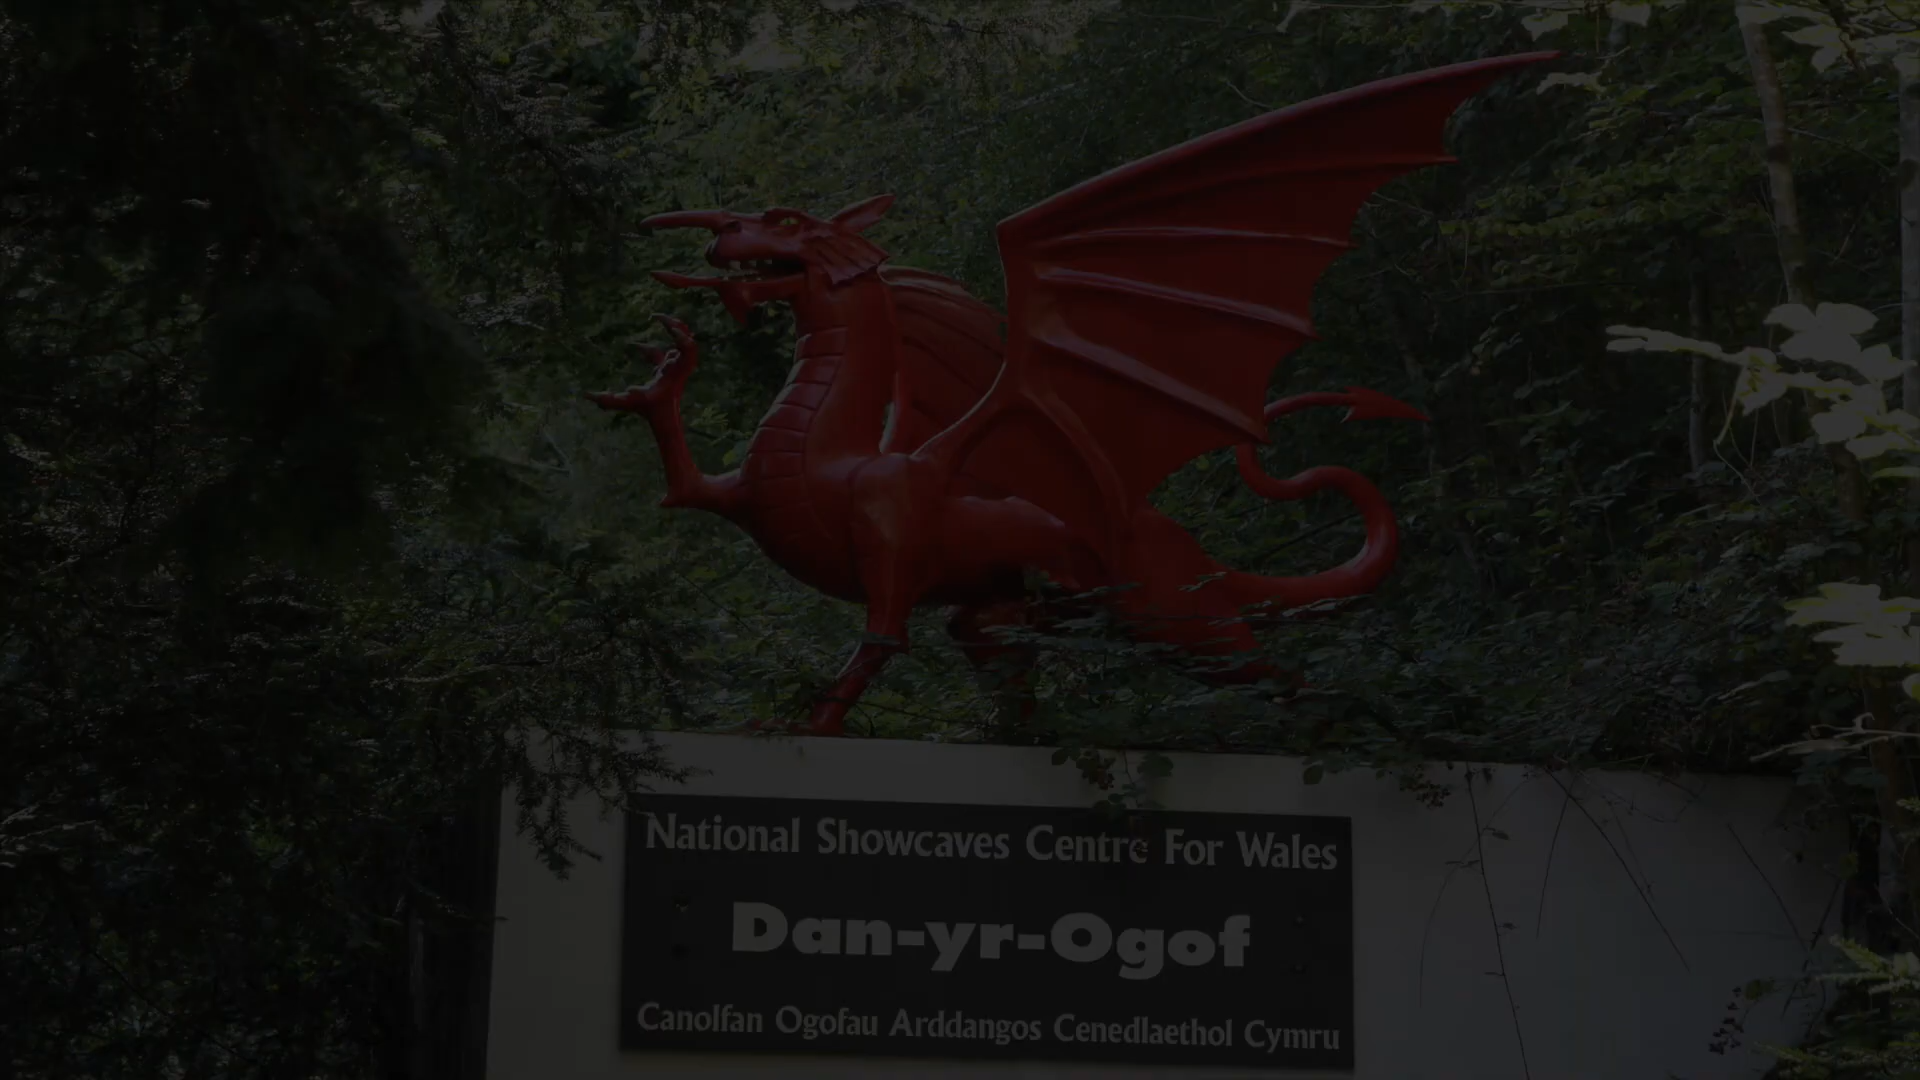 National Showcaves Centre For Wales
Dan-yr-Ogof
Canolfan Ogofau Arddangos Cenedlaethol Cymru